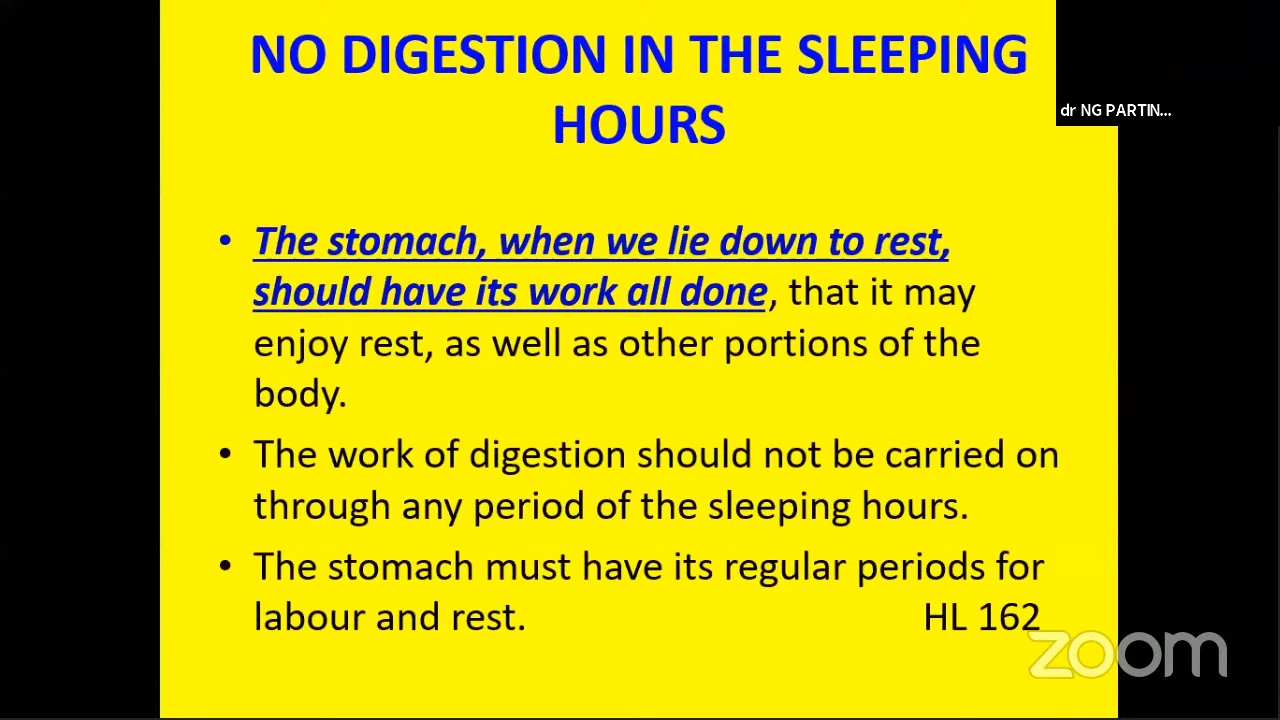 NO DIGESTION IN THE SLEEPING
HOURS
dr NG PARTIN...
• The stomach, when we lie down to rest,
should have its work all done, that it may
enjoy rest, as well as other portions of the
body.
• The work of digestion should not be carried on
through any period of the sleeping hours.
• The stomach must have its regular periods for
labour and rest. HL 162
zoom